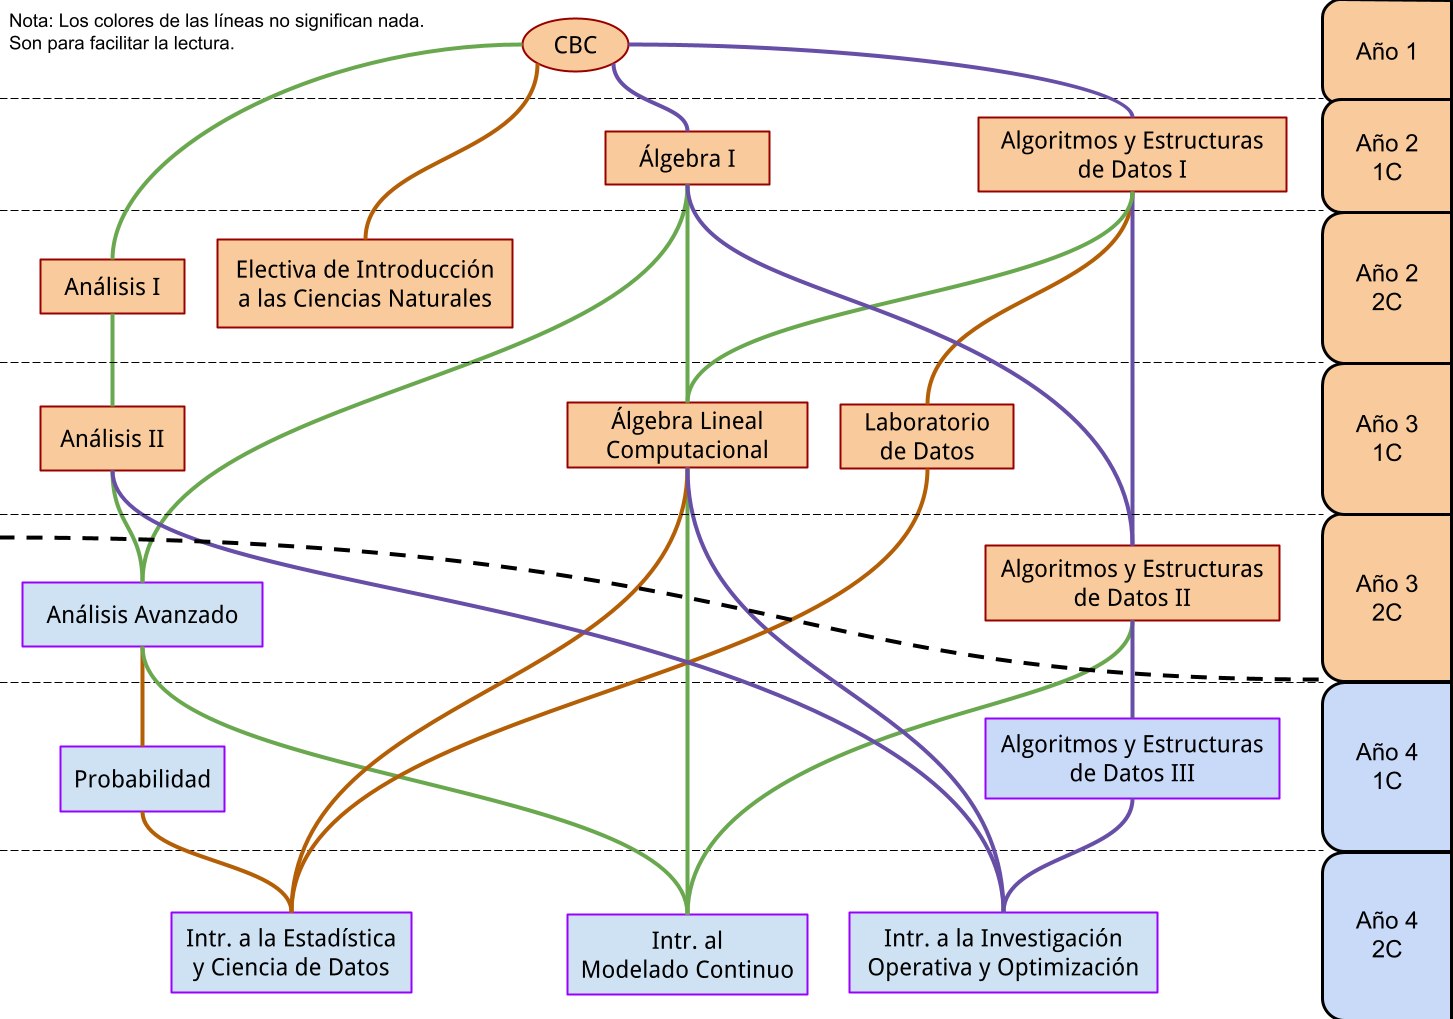 Nota: Los colores de las líneas no significan nada.
Son para facilitar la lectura.
CBC
Año 1
Álgebra I
Algoritmos y Estructuras
de Datos I
Año 2
1C
Análisis I
Electiva de Introducción
a las Ciencias Naturales
Año 2
2C
Análisis II
Álgebra Lineal
Computacional
Laboratorio
de Datos
Año 3
1C
Análisis Avanzado
Algoritmos y Estructuras
de Datos II
Año 3
2C
Probabilidad
Algoritmos y Estructuras
de Datos III
Año 4
1C
Intr. a la Estadística
y Ciencia de Datos
Intr. al
Modelado Continuo
Intr. a la Investigación
Operativa y Optimización
Año 4
2C